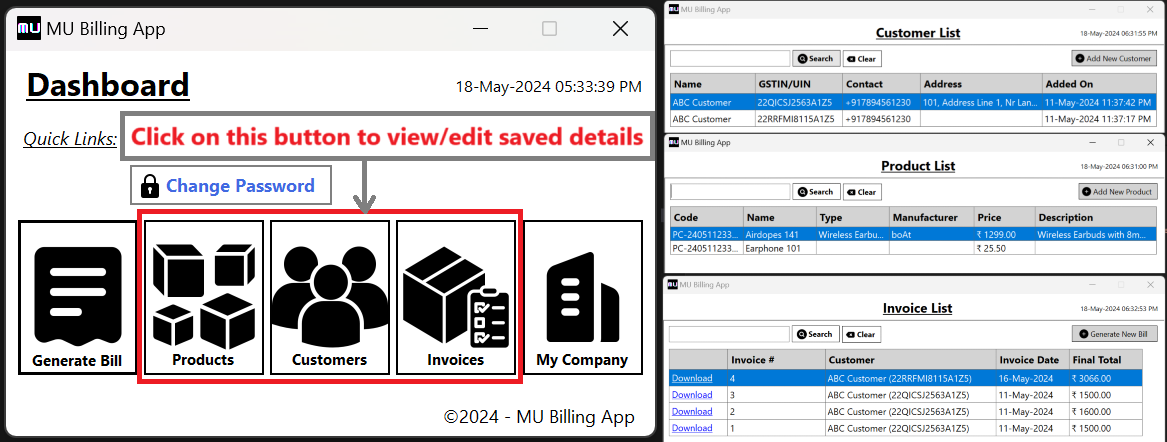 MU MU Billing App
Dashboard
18-May-2024 05:33:39 PM
Quick Links:
Click on this button to view/edit saved details
Change Password
Generate Bill
Products
Customers
Invoices
My Company
©2024 - MU Billing App
MU MU Billing App
Customer List
18-May-2024 06:31:55 PM
Search Clear Add New Customer
Name GSTIN/UIN Contact Address Added On
ABC Customer 22QICSJ2563A1Z5 +917894561230 101, Address Line 1, Nr Lan... 11-May-2024 11:37:42 PM
ABC Customer 22RRFMI8115A1Z5 +917894561230 11-May-2024 11:37:17 PM
MU MU Billing App
Product List
18-May-2024 06:31:00 PM
Search Clear Add New Product
Code Name Type Manufacturer Price Description
PC-240511233... Airdopes 141 Wireless Earbu... boAt ₹ 1299.00 Wireless Earbuds with 8m...
PC-240511233... Earphone 101 ₹ 25.50
MU MU Billing App
Invoice List
18-May-2024 06:32:53 PM
Search Clear Generate New Bill
Invoice # Customer Invoice Date Final Total
Download 4 ABC Customer (22RRFMI8115A1Z5) 16-May-2024 ₹ 3066.00
Download 3 ABC Customer (22QICSJ2563A1Z5) 11-May-2024 ₹ 1500.00
Download 2 ABC Customer (22QICSJ2563A1Z5) 11-May-2024 ₹ 1600.00
Download 1 ABC Customer (22QICSJ2563A1Z5) 11-May-2024 ₹ 1500.00